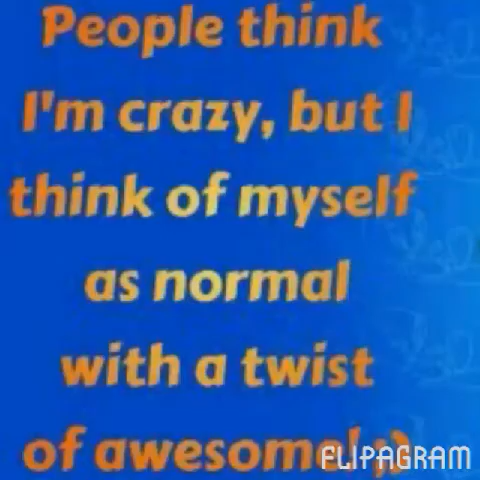 People think
I'm crazy, but I
think of myself
as normal
with a twist
of awesome! ;)
FLIPAGRAM